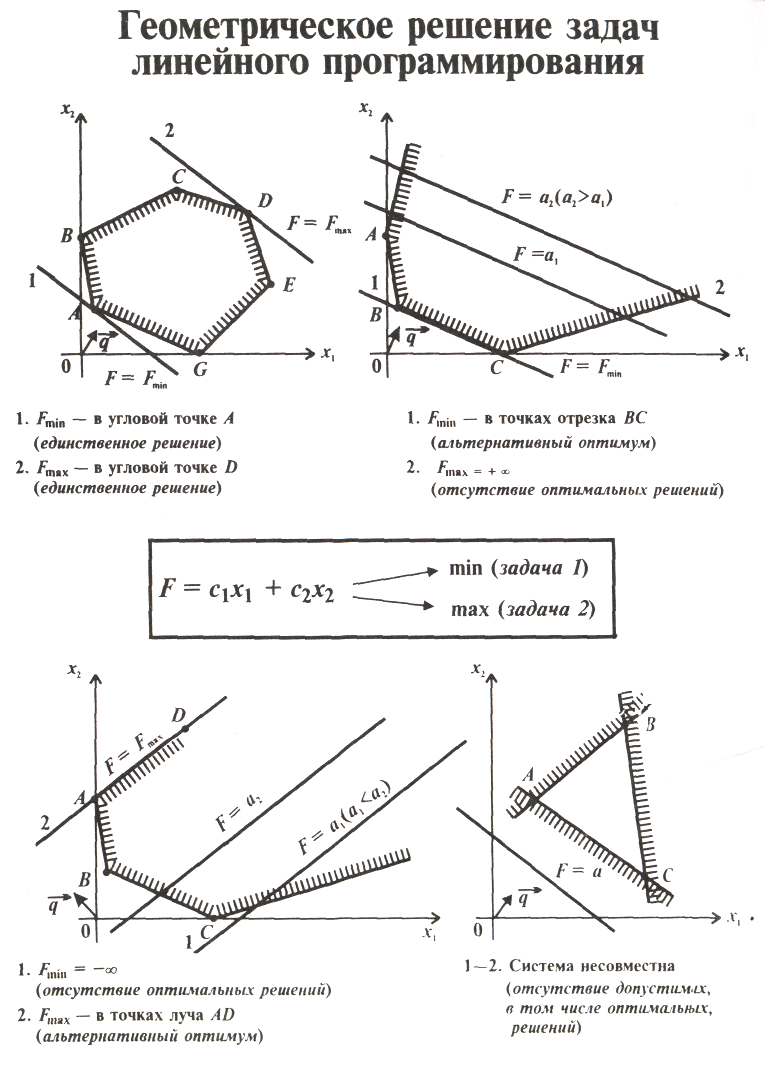 Геометрическое решение задач
линейного программирования
x₂
2
C
D
B
F = Fmax
1
E
A
q
0
G
x₁
F = Fmin
1. Fmin — в угловой точке A
(единственное решение)
2. Fmax — в угловой точке D
(единственное решение)
x₂
F = a₂(a₂>a₁)
A
F =a₁
1
2
B
q
0
C
F = Fmin
x₁
1. Fmin — в точках отрезка BC
(альтернативный оптимум)
2. Fmax = + ∞
(отсутствие оптимальных решений)
F = c₁x₁ + c₂x₂
min (задача 1)
max (задача 2)
x₂
D
F = Fmax
A
F = a₂
F = a₁(a₁<a₂)
2
B
q
0
C
1
x₁
1. Fmin = −∞
(отсутствие оптимальных решений)
2. Fmax — в точках луча AD
(альтернативный оптимум)
x₂
B
A
F = a
C
q
0
x₁
1—2. Система несовместна
(отсутствие допустимых,
в том числе оптимальных,
решений)